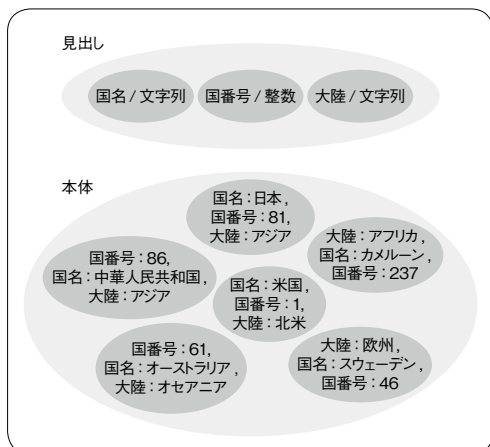 見出し
国名 / 文字列
国番号 / 整数
大陸 / 文字列
本体
国名：日本,
国番号：81,
大陸：アジア
大陸：アフリカ,
国名：カメルーン,
国番号：237
国番号：86,
国名：中華人民共和国,
大陸：アジア
国名：米国,
国番号：1,
大陸：北米
国番号：61,
国名：オーストラリア,
大陸：オセアニア
大陸：欧州,
国名：スウェーデン,
国番号：46